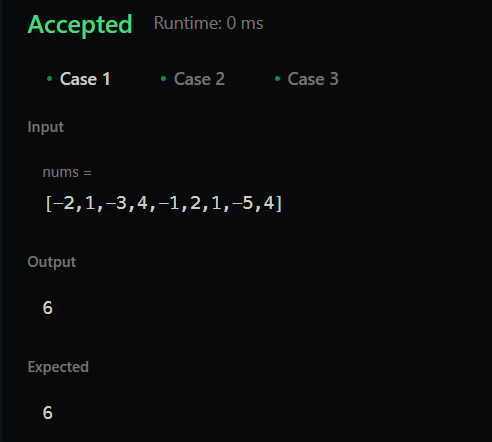 Accepted Runtime: 0 ms
• Case 1 • Case 2 • Case 3
Input
nums =
[-2,1,-3,4,-1,2,1,-5,4]
Output
6
Expected
6